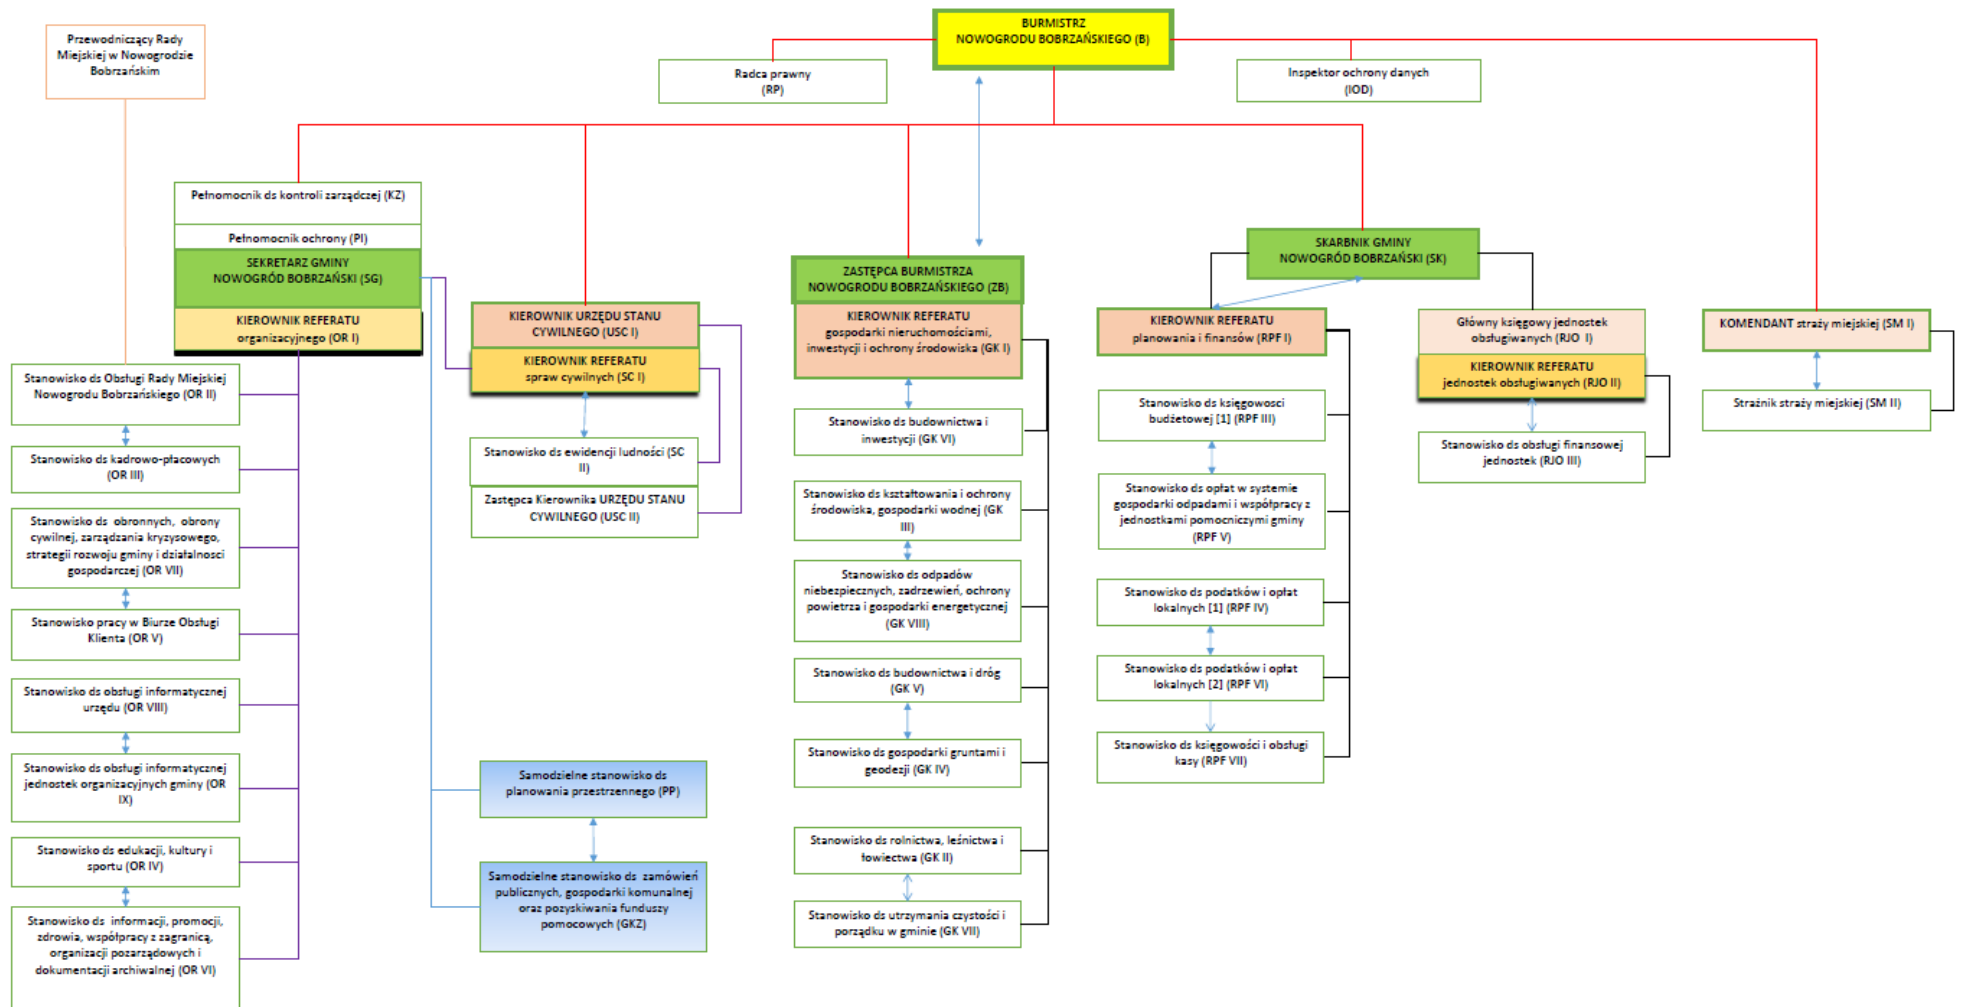 BURMISTRZ
NOWOGRODU BOBRZAŃSKIEGO (B)
Przewodniczący Rady
Miejskiej w Nowogrodzie
Bobrzańskim
Radca prawny
(RP)
Inspektor ochrony danych
(IOD)
Pełnomocnik ds kontroli zarządczej (KZ)
Pełnomocnik ochrony (PI)
SEKRETARZ GMINY
NOWOGRÓD BOBRZAŃSKI (SG)
KIEROWNIK REFERATU
organizacyjnego (OR I)
Stanowisko ds Obsługi Rady Miejskiej
Nowogrodu Bobrzańskiego (OR II)
Stanowisko ds kadrowo-płacowych
(OR III)
Stanowisko ds obronnych, obrony
cywilnej, zarządzania kryzysowego,
strategii rozwoju gminy i działalnosci
gospodarczej (OR VII)
Stanowisko pracy w Biurze Obsługi
Klienta (OR V)
Stanowisko ds obsługi informatycznej
urzędu (OR VIII)
Stanowisko ds obsługi informatycznej
jednostek organizacyjnych gminy (OR
IX)
Stanowisko ds edukacji, kultury i
sportu (OR IV)
Stanowisko ds informacji, promocji,
zdrowia, współpracy z zagranicą,
organizacji pozarządowych i
dokumentacji archiwalnej (OR VI)
KIEROWNIK URZĘDU STANU
CYWILNEGO (USC I)
KIEROWNIK REFERATU
spraw cywilnych (SC I)
Stanowisko ds ewidencji ludności (SC
II)
Zastępca Kierownika URZĘDU STANU
CYWILNEGO (USC II)
Samodzielne stanowisko ds
planowania przestrzennego (PP)
Samodzielne stanowisko ds zamówień
publicznych, gospodarki komunalnej
oraz pozyskiwania funduszy
pomocowych (GKZ)
ZASTĘPCA BURMISTRZA
NOWOGRODU BOBRZAŃSKIEGO (ZB)
KIEROWNIK REFERATU
gospodarki nieruchomościami,
inwestycji i ochrony środowiska (GK I)
Stanowisko ds budownictwa i
inwestycji (GK VI)
Stanowisko ds kształtowania i ochrony
środowiska, gospodarki wodnej (GK
III)
Stanowisko ds odpadów
niebezpiecznych, zadrzewień, ochrony
powietrza i gospodarki energetycznej
(GK VIII)
Stanowisko ds budownictwa i dróg
(GK V)
Stanowisko ds gospodarki gruntami i
geodezji (GK IV)
Stanowisko ds rolnictwa, leśnictwa i
łowiectwa (GK II)
Stanowisko ds utrzymania czystości i
porządku w gminie (GK VII)
SKARBNIK GMINY
NOWOGRÓD BOBRZAŃSKI (SK)
KIEROWNIK REFERATU
planowania i finansów (RPF I)
Stanowisko ds księgowosci
budżetowej [1] (RPF III)
Stanowisko ds opłat w systemie
gospodarki odpadami i współpracy z
jednostkami pomocniczymi gminy
(RPF V)
Stanowisko ds podatków i opłat
lokalnych [1] (RPF IV)
Stanowisko ds podatków i opłat
lokalnych [2] (RPF VI)
Stanowisko ds księgowości i obsługi
kasy (RPF VII)
Główny księgowy jednostek
obsługiwanych (RJO I)
KIEROWNIK REFERATU
jednostek obsługiwanych (RJO II)
Stanowisko ds obsługi finansowej
jednostek (RJO III)
KOMENDANT straży miejskiej (SM I)
Strażnik straży miejskiej (SM II)